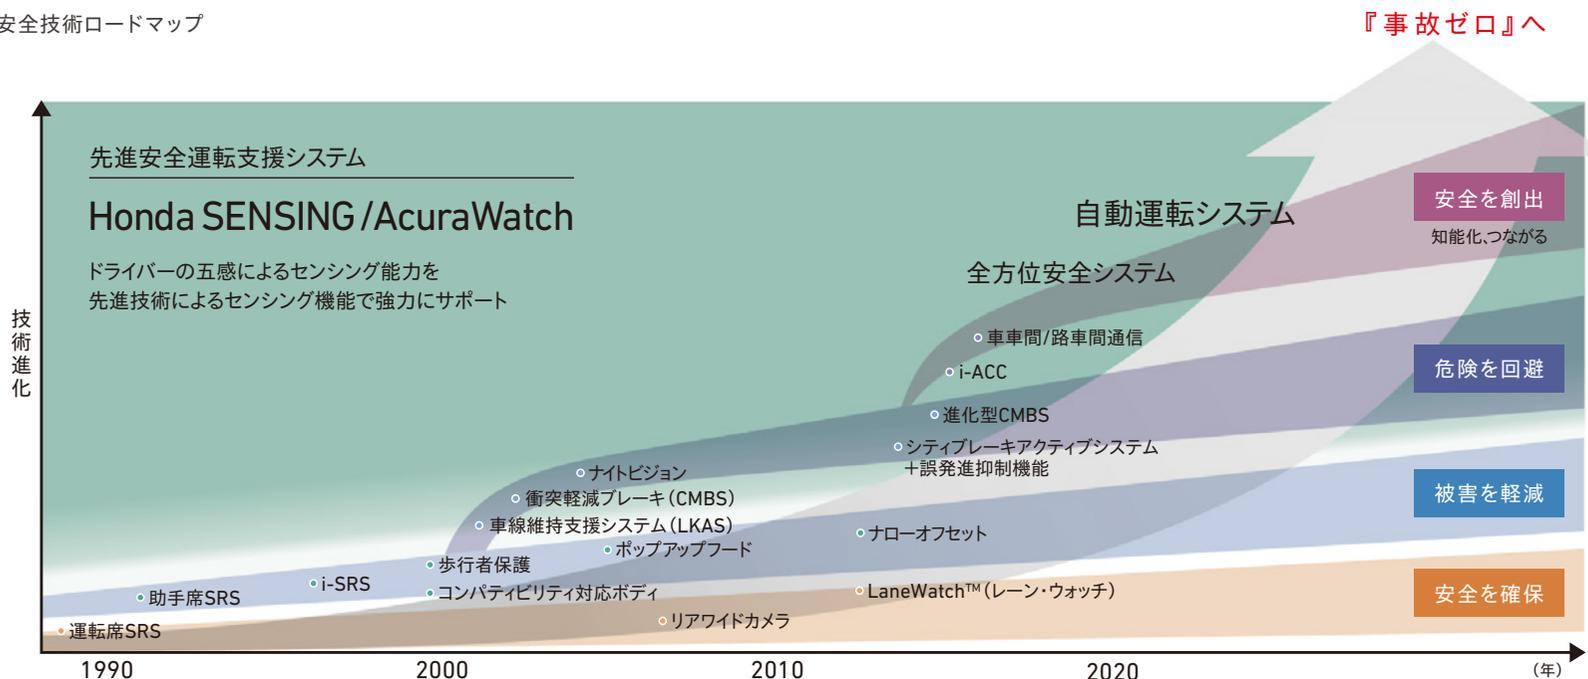 安全技術ロードマップ
『事故ゼロ』へ
先進安全運転支援システム
Honda SENSING/AcuraWatch
ドライバーの五感によるセンシング能力を
先進技術によるセンシング機能で強力にサポート
自動運転システム
全方位安全システム
安全を創出
知能化、つながる
技術進化
車車間/路車間通信
i-ACC
危険を回避
進化型CMBS
シティブレーキアクティブシステム
+誤発進抑制機能
ナイトビジョン
衝突軽減ブレーキ(CMBS)
車線維持支援システム(LKAS)
被害を軽減
ナローオフセット
ポップアップフード
歩行者保護
i-SRS
コンパティビリティ対応ボディ
助手席SRS
LaneWatch™(レーン・ウォッチ)
安全を確保
リアワイドカメラ
運転席SRS
1990
2000
2010
2020
(年)